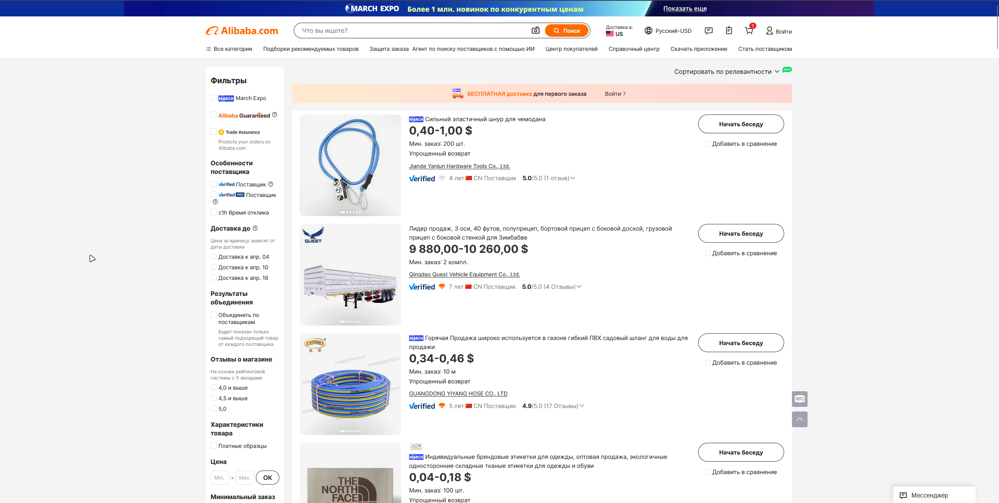 MARCH EXPO Более 1 млн. новинок по конкурентным ценам Показать еще
Alibaba.com
Что вы ищете?
Поиск
Доставка в:
US
Русский-USD
1
Войти
Все категории
Подборки рекомендуемых товаров
Защита заказа
Агент по поиску поставщиков с помощью ИИ
Центр покупателей
Справочный центр
Скачать приложение
Стать поставщиком
Фильтры
MARCH March Expo
Alibaba Guaranteed
Trade Assurance
Protects your orders on
Alibaba.com
Особенности
поставщика
Verified Поставщик
Verified PRO Поставщик
≤1h Время отклика
Доставка до
Цена за единицу зависит от
даты доставки
Доставка к апр. 04
Доставка к апр. 10
Доставка к апр. 16
Результаты
объединения
Объединить по
поставщикам
Будет показан только
самый подходящий товар
от каждого поставщика
Отзывы о магазине
На основе рейтинговой
системы с 5 звездами
4,0 и выше
4,5 и выше
5,0
Характеристики
товара
Платные образцы
Цена
Min. - Max. OK
Минимальный заказ
Сортировать по релевантности NEW
MARCH БЕСПЛАТНАЯ доставка для первого заказа Войти
MARCH Сильный эластичный шнур для чемодана
0,40-1,00 $
Мин. заказ: 200 шт.
Упрощенный возврат
Jiande Yanjun Hardware Tools Co., Ltd.
Verified 4 лет CN Поставщик 5.0/5.0 (1 отзыв)
Начать беседу
Добавить в сравнение
QUEST
QUEST VEHICLE
Лидер продаж, 3 оси, 40 футов, полуприцеп, бортовой прицеп с боковой доской, грузовой
прицеп с боковой стенкой для Зимбабве
9 880,00-10 260,00 $
Мин. заказ: 2 компл.
Qingdao Quest Vehicle Equipment Co., Ltd.
Verified 7 лет CN Поставщик 5.0/5.0 (4 Отзывы)
Начать беседу
Добавить в сравнение
YIYANG
亿 洋
MARCH Горячая Продажа широко используется в газоне гибкий ПВХ садовый шланг для воды для
продажи
0,34-0,46 $
Мин. заказ: 10 м
Упрощенный возврат
GUANGDONG YIYANG HOSE CO., LTD
Verified 5 лет CN Поставщик 4.9/5.0 (17 Отзывы)
Начать беседу
Добавить в сравнение
THE
NORTH
FACE
MARCH Индивидуальные брендовые этикетки для одежды, оптовая продажа, экологичные
односторонние складные тканые этикетки для одежды и обуви
0,04-0,18 $
Мин. заказ: 100 шт.
Упрощенный возврат
Начать беседу
Добавить в сравнение
RFQ
Мессенджер